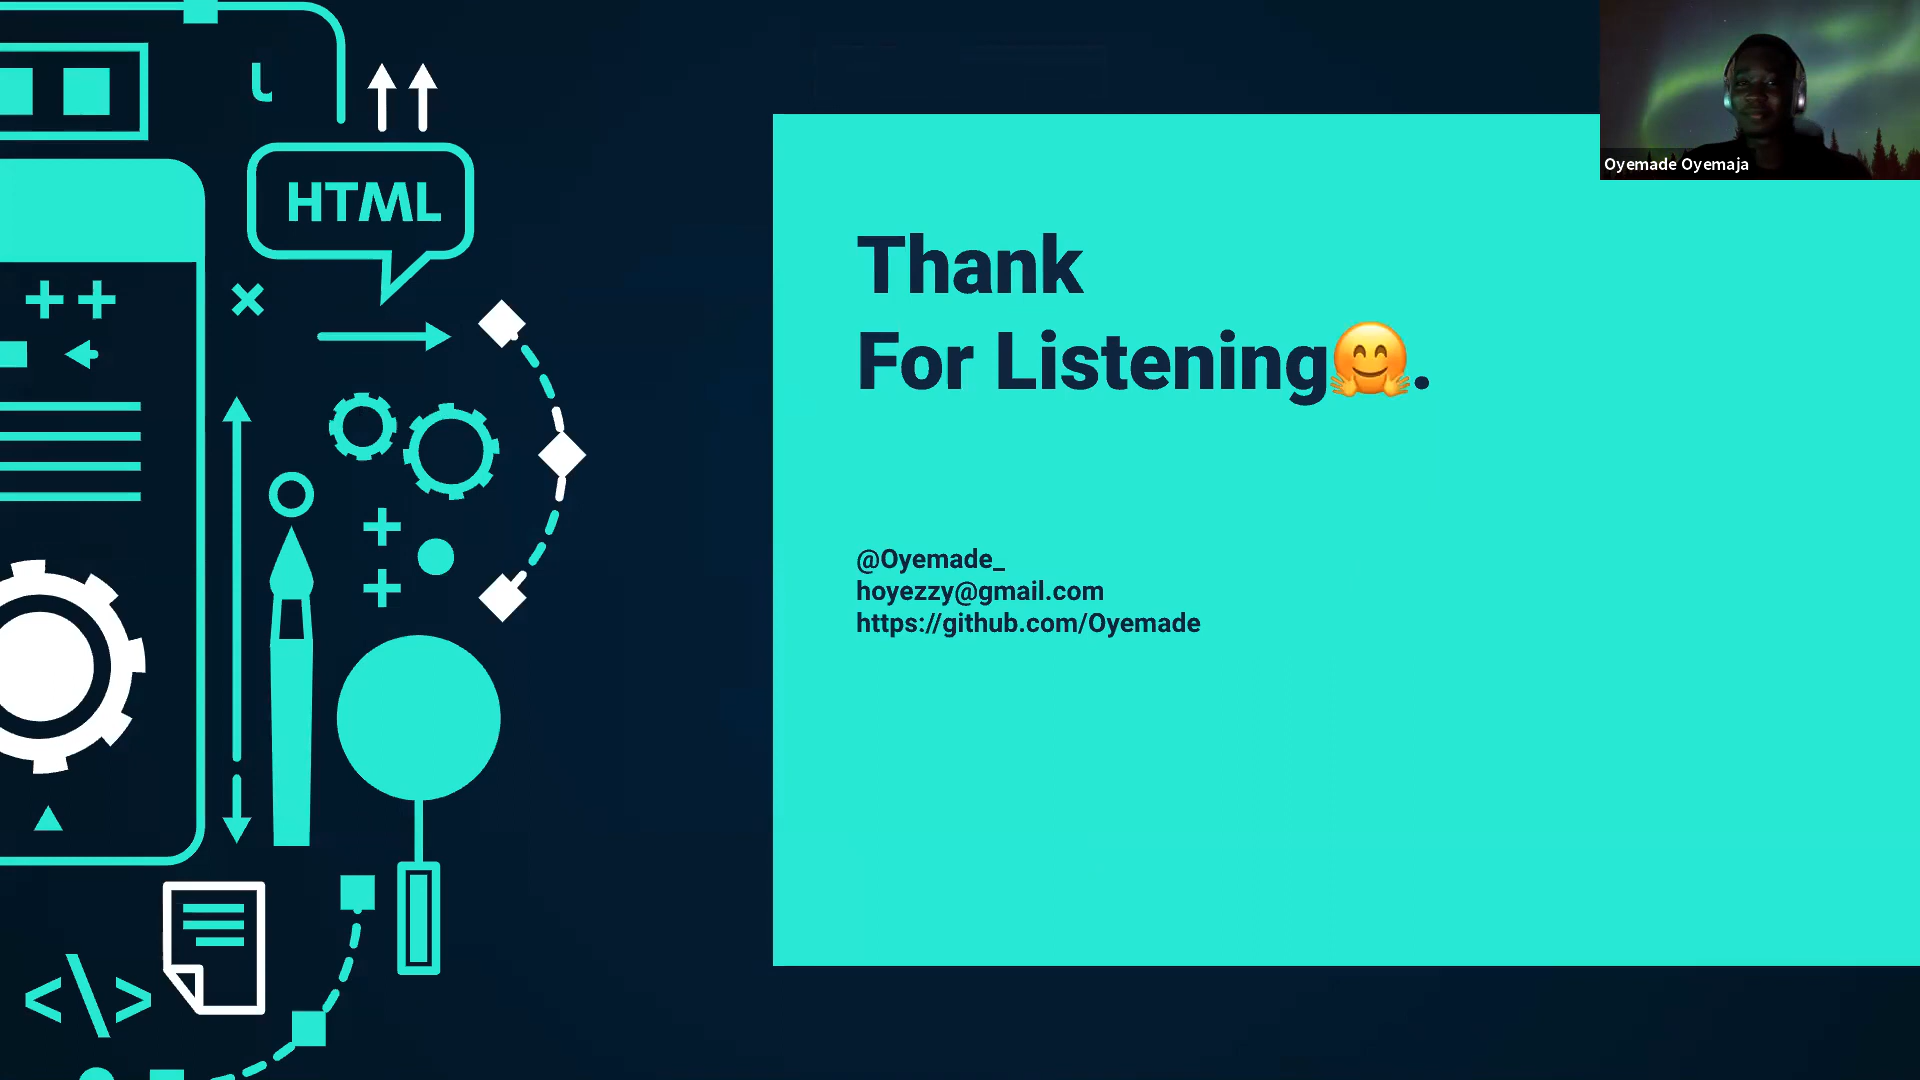 HTML
Thank
For Listening🤗.
@Oyemade_
hoyezzy@gmail.com
https://github.com/Oyemade
Oyemade Oyemaja
<\>